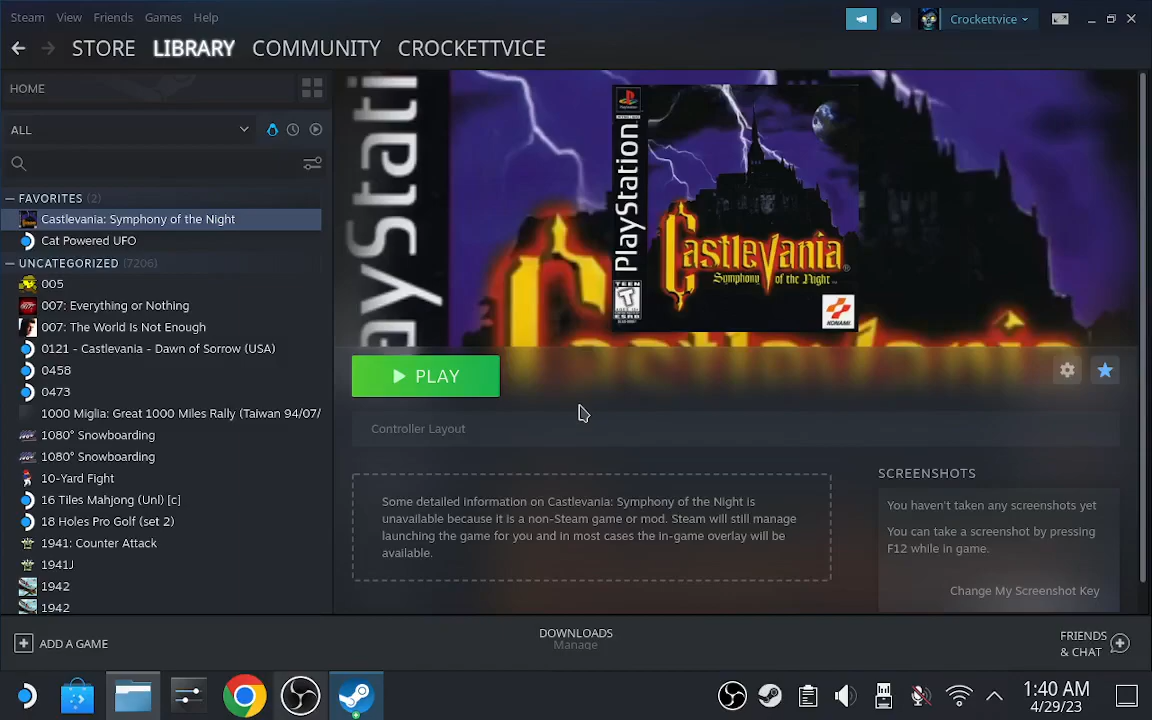 Steam View Friends Games Help
Crockettvice
STORE LIBRARY COMMUNITY CROCKETTVICE
HOME
ALL
FAVORITES (2)
Castlevania: Symphony of the Night
Cat Powered UFO
UNCATEGORIZED (7206)
005
007: Everything or Nothing
007: The World Is Not Enough
0121 - Castlevania - Dawn of Sorrow (USA)
0458
0473
1000 Miglia: Great 1000 Miles Rally (Taiwan 94/07/
1080° Snowboarding
1080° Snowboarding
10-Yard Fight
16 Tiles Mahjong (Unl) [c]
18 Holes Pro Golf (set 2)
1941: Counter Attack
1941J
1942
1942
ayStati
PlayStation
PlayStation
Castlevania
Symphony of the Night
TEEN
T
ESRB
KONAMI
Castlevania
PLAY
Controller Layout
Some detailed information on Castlevania: Symphony of the Night is
unavailable because it is a non-Steam game or mod. Steam will still manage
launching the game for you and in most cases the in-game overlay will be
available.
SCREENSHOTS
You haven't taken any screenshots yet
You can take a screenshot by pressing
F12 while in game.
Change My Screenshot Key
ADD A GAME
DOWNLOADS
Manage
FRIENDS
& CHAT
1:40 AM
4/29/23